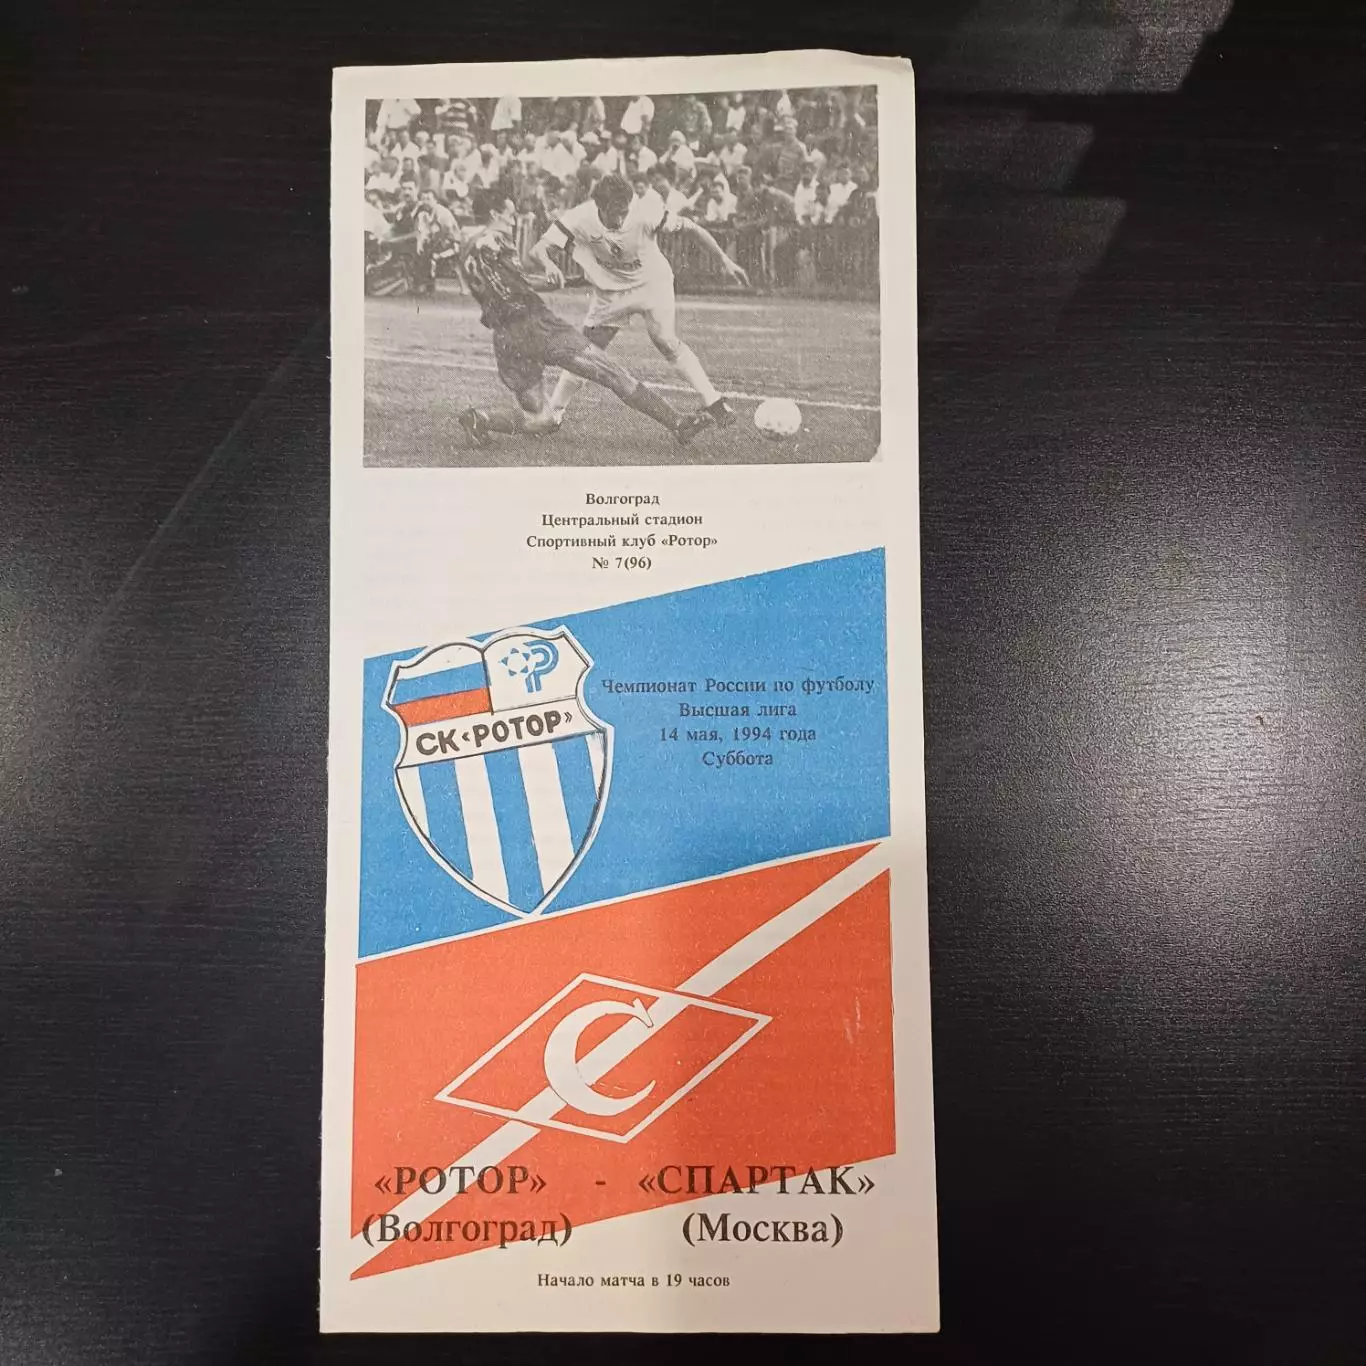 Волгоград
Центральный стадион
Спортивный клуб «Ротор»
№ 7(96)
СК «РОТОР»
Чемпионат России по футболу
Высшая лига
14 мая, 1994 года
Суббота
С
«РОТОР» - «СПАРТАК»
(Волгоград) (Москва)
Начало матча в 19 часов